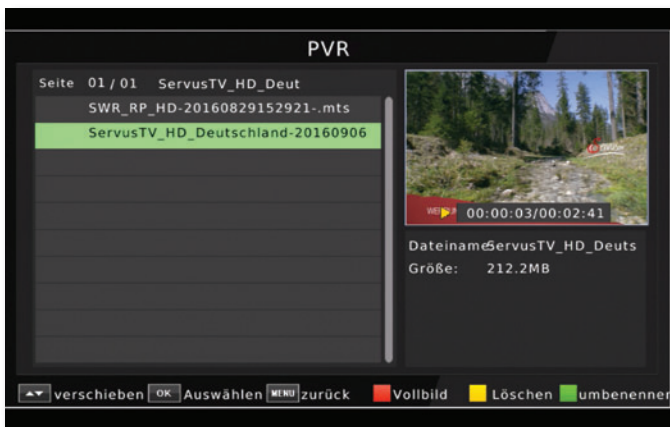 PVR
Seite 01/01 ServusTV_HD_Deut
SWR_RP_HD-20160829152921-.mts
ServusTV_HD_Deutschland-20160906
00:00:03/00:02:41
DateinameServusTV_HD_Deuts
Größe: 212.2MB
verschieben OK Auswählen MENU zurück Vollbild Löschen umbenenner